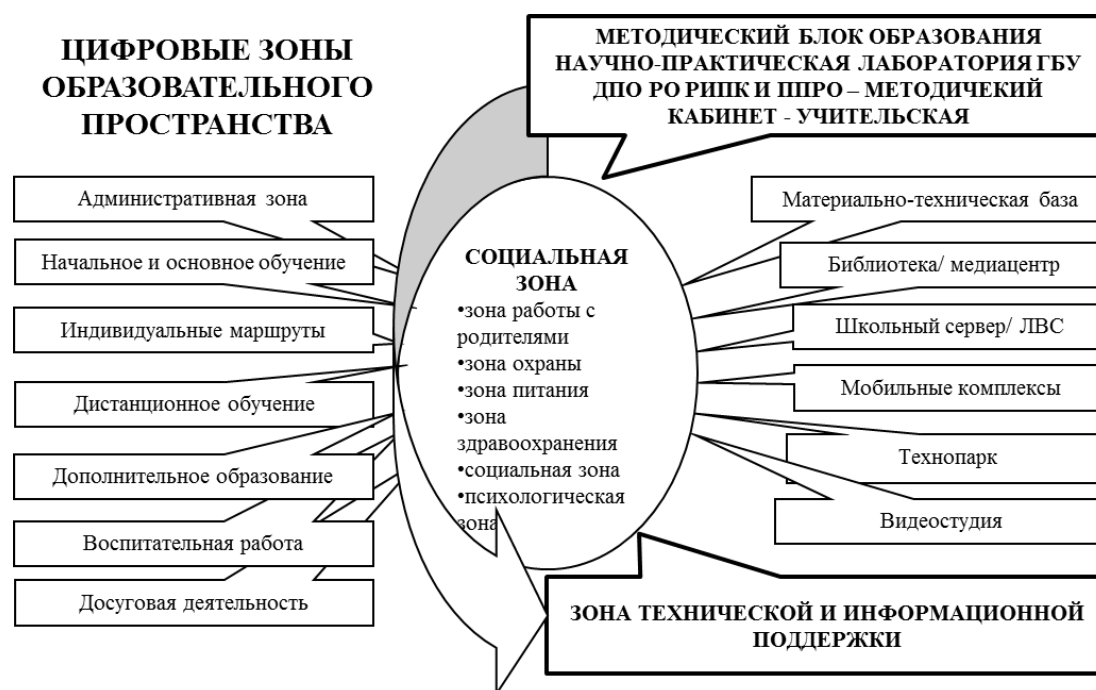 ЦИФРОВЫЕ ЗОНЫ
ОБРАЗОВАТЕЛЬНОГО
ПРОСТРАНСТВА
МЕТОДИЧЕСКИЙ БЛОК ОБРАЗОВАНИЯ
НАУЧНО-ПРАКТИЧЕСКАЯ ЛАБОРАТОРИЯ ГБУ
ДПО РО РИПК И ППРО – МЕТОДИЧЕКИЙ
КАБИНЕТ - УЧИТЕЛЬСКАЯ
Административная зона
Начальное и основное обучение
Индивидуальные маршруты
Дистанционное обучение
Дополнительное образование
Воспитательная работа
Досуговая деятельность
СОЦИАЛЬНАЯ
ЗОНА
•зона работы с
родителями
•зона охраны
•зона питания
•зона
здравоохранения
•социальная зона
•психологическая
зона
Материально-техническая база
Библиотека/ медиацентр
Школьный сервер/ ЛВС
Мобильные комплексы
Технопарк
Видеостудия
ЗОНА ТЕХНИЧЕСКОЙ И ИНФОРМАЦИОННОЙ
ПОДДЕРЖКИ